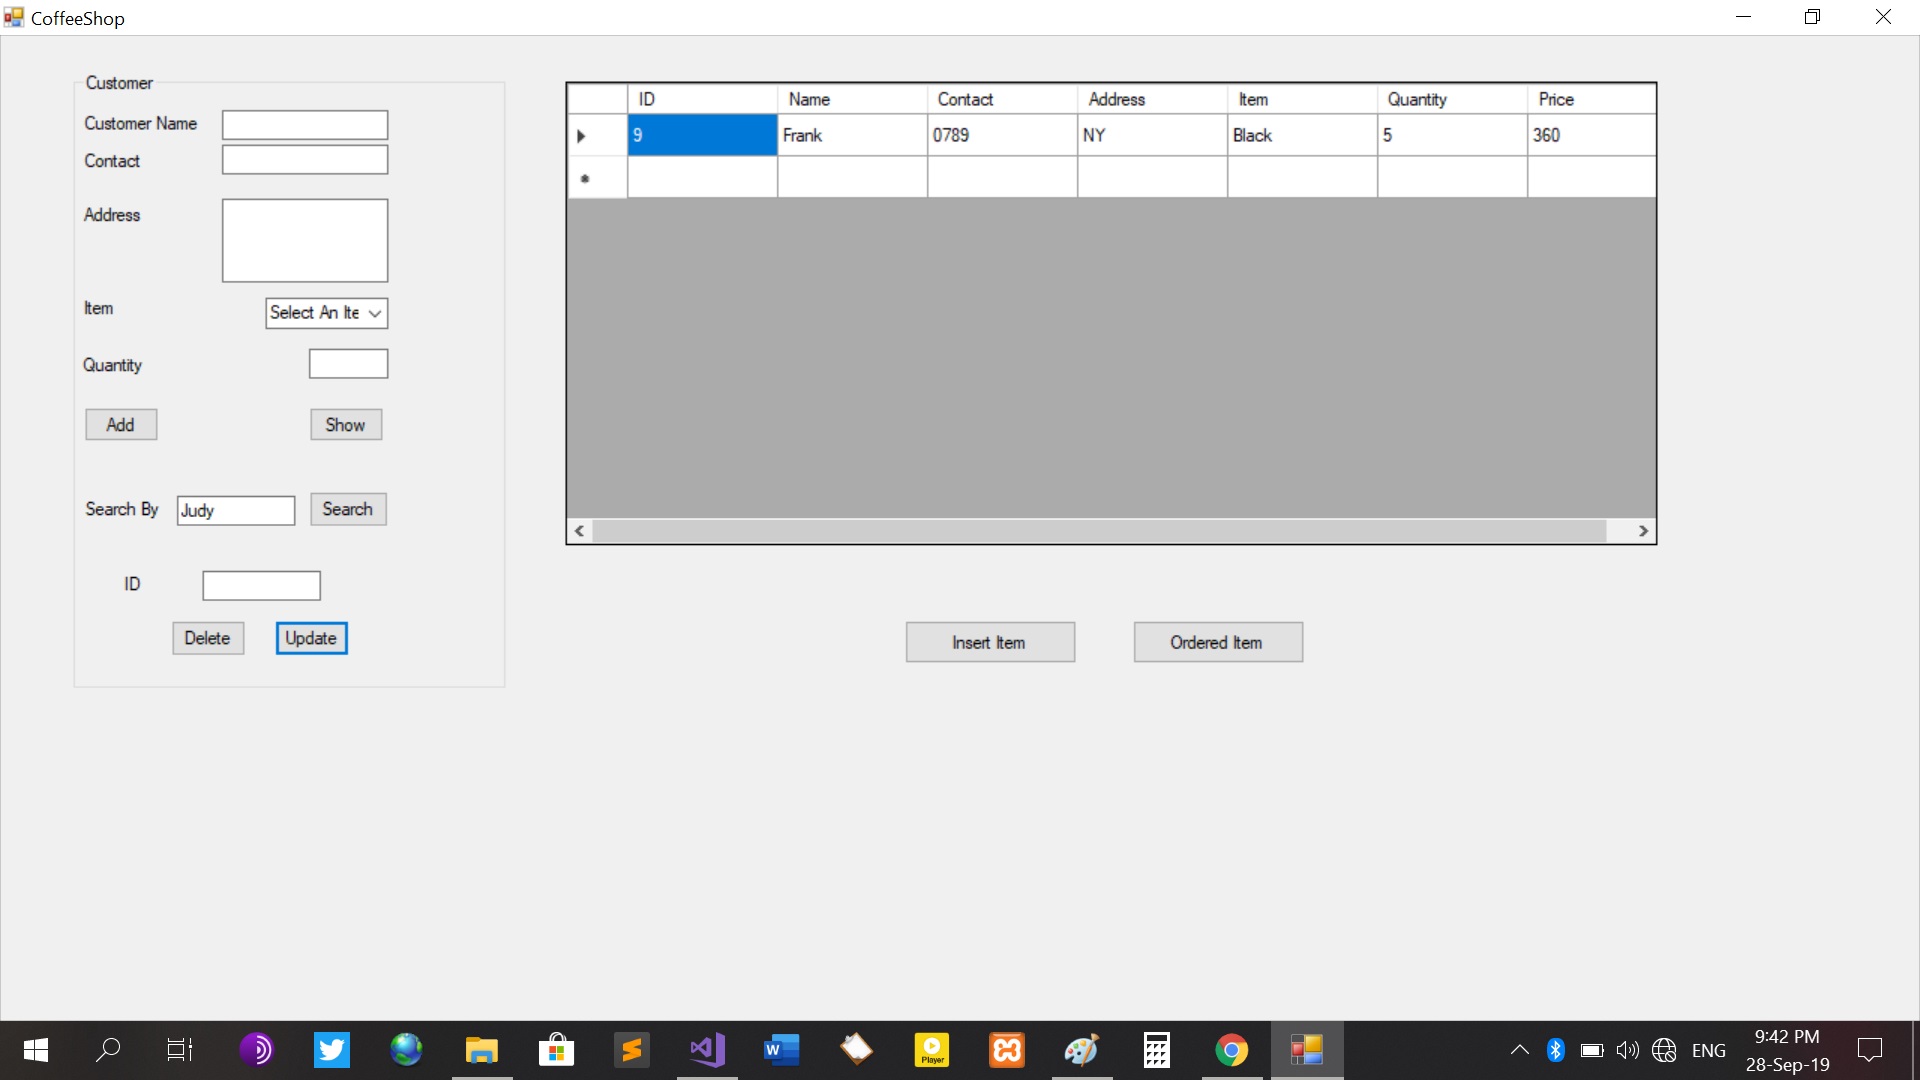 CoffeeShop
Customer
Customer Name
Contact
Address
Item
Select An Ite
Quantity
Add
Show
Search By
Judy
Search
ID
Delete
Update
ID Name Contact Address Item Quantity Price
9 Frank 0789 NY Black 5 360
Insert Item
Ordered Item
Player
ENG
9:42 PM
28-Sep-19